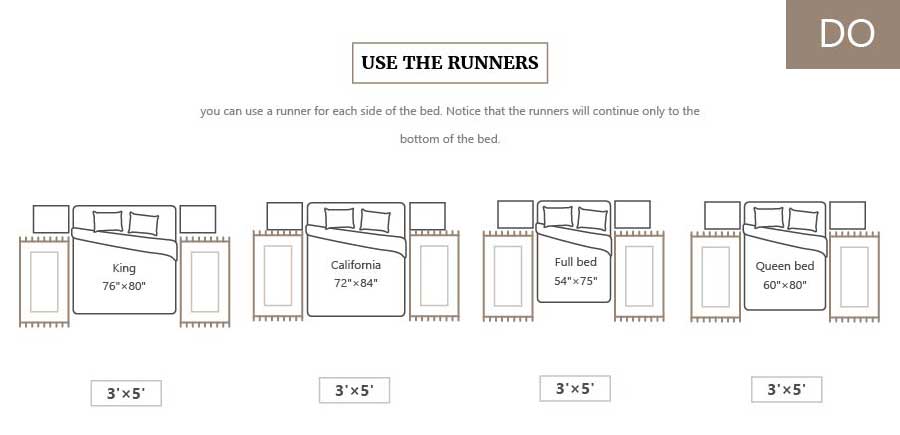 DO
USE THE RUNNERS
you can use a runner for each side of the bed. Notice that the runners will continue only to the
bottom of the bed.
King
76"×80"
California
72"×84"
Full bed
54"×75"
Queen bed
60"×80"
3'×5'
3'×5'
3'×5'
3'×5'